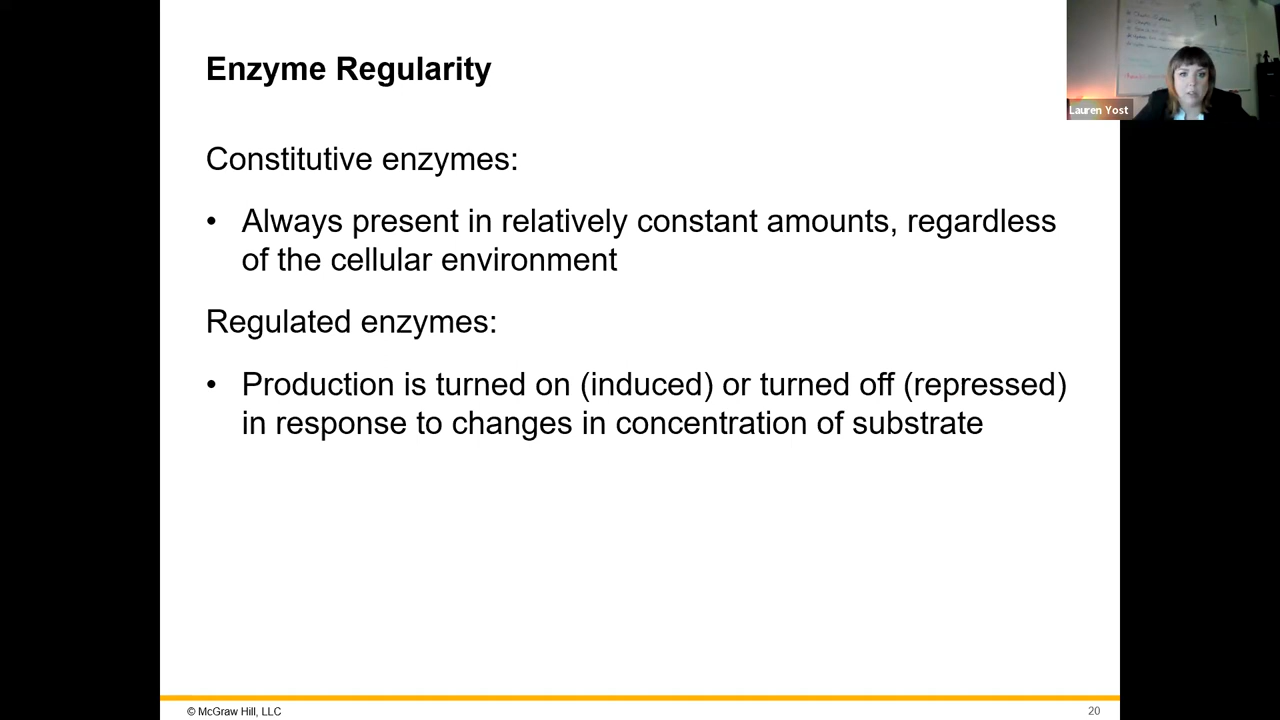 Enzyme Regularity
Lauren Yost
Constitutive enzymes:
• Always present in relatively constant amounts, regardless
of the cellular environment
Regulated enzymes:
• Production is turned on (induced) or turned off (repressed)
in response to changes in concentration of substrate
© McGraw Hill, LLC
20